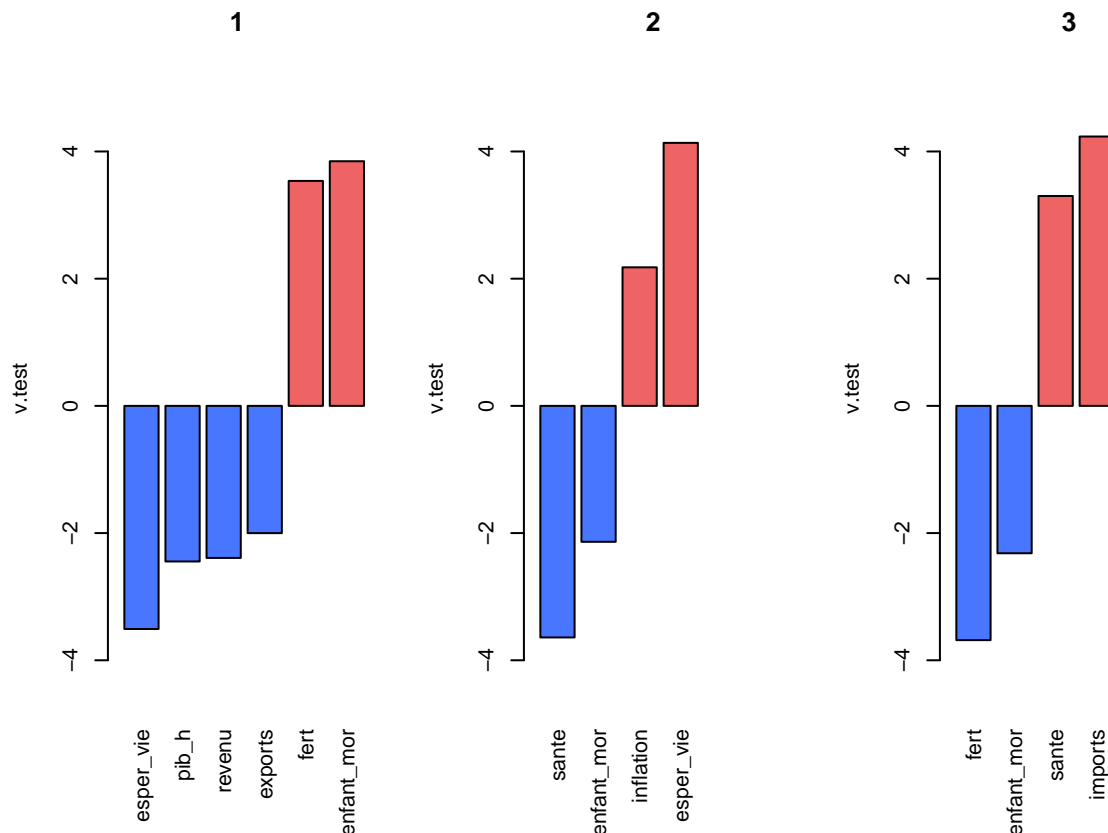 1
v.test
4
2
0
−2
−4
esper_vie
pib_h
revenu
exports
fert
enfant_mor
2
v.test
4
2
0
−2
−4
sante
enfant_mor
inflation
esper_vie
3
v.test
4
2
0
−2
−4
fert
enfant_mor
sante
imports